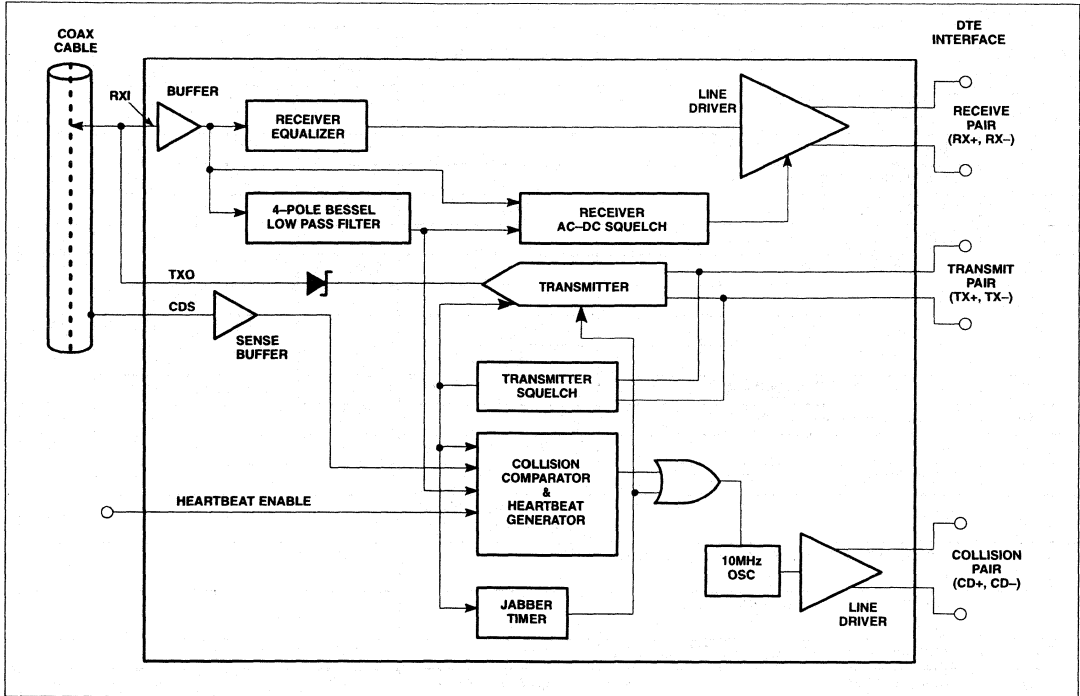 COAX
CABLE
DTE
INTERFACE
RXI
BUFFER
RECEIVER
EQUALIZER
LINE
DRIVER
RECEIVE
PAIR
(RX+, RX–)
4–POLE BESSEL
LOW PASS FILTER
RECEIVER
AC–DC SQUELCH
TXO
TRANSMITTER
TRANSMIT
PAIR
(TX+, TX–)
CDS
SENSE
BUFFER
TRANSMITTER
SQUELCH
COLLISION
COMPARATOR
&
HEARTBEAT
GENERATOR
HEARTBEAT ENABLE
10MHz
OSC
COLLISION
PAIR
(CD+, CD–)
LINE
DRIVER
JABBER
TIMER